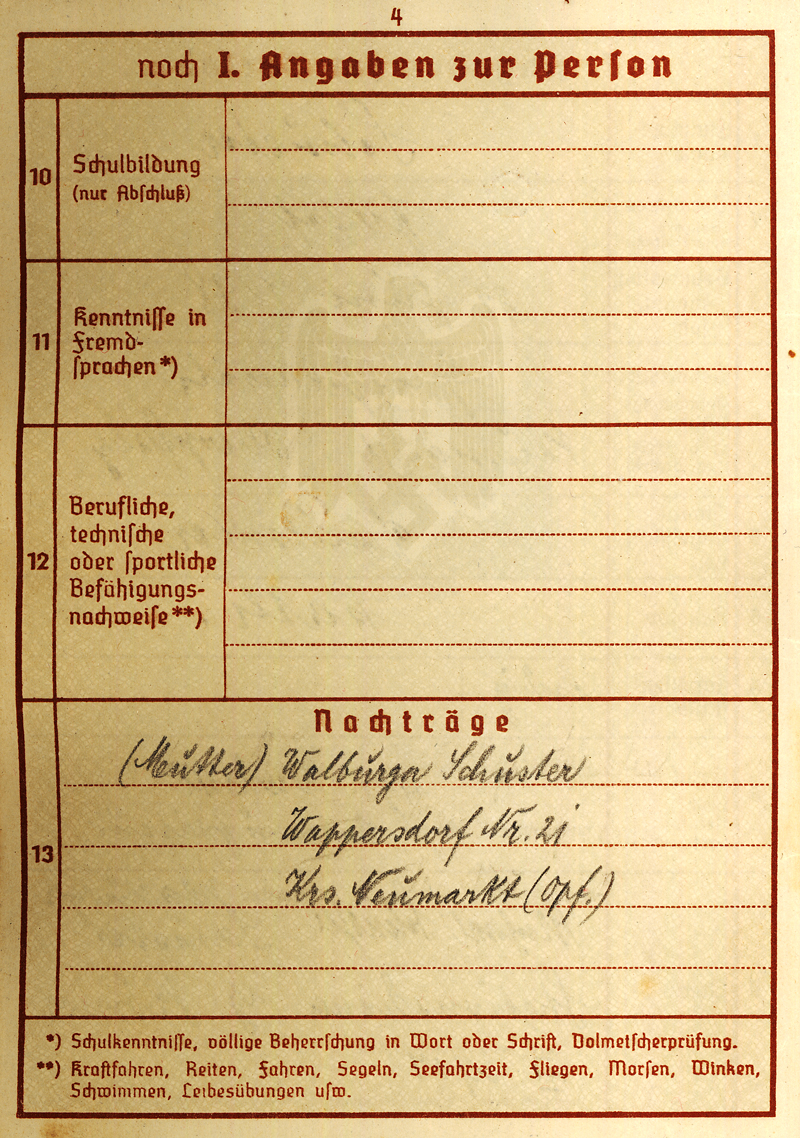 4
noch I. Angaben zur Person
10
Schulbildung
(nur Abschluß)
11
Kenntnisse in
Fremd-
sprachen*)
12
Berufliche,
technische
oder sportliche
Befähigungs-
nachweise**)
13
Nachträge
(Mutter) Walburga Schuster
Wappersdorf Nr. 21
Krs. Neumarkt (Opf.)
*) Schulkenntnisse, völlige Beherrschung in Wort oder Schrift, Dolmetscherprüfung.
**) Kraftfahren, Reiten, Fahren, Segeln, Seefahrtzeit, Fliegen, Morsen, Winken,
Schwimmen, Leibesübungen usw.